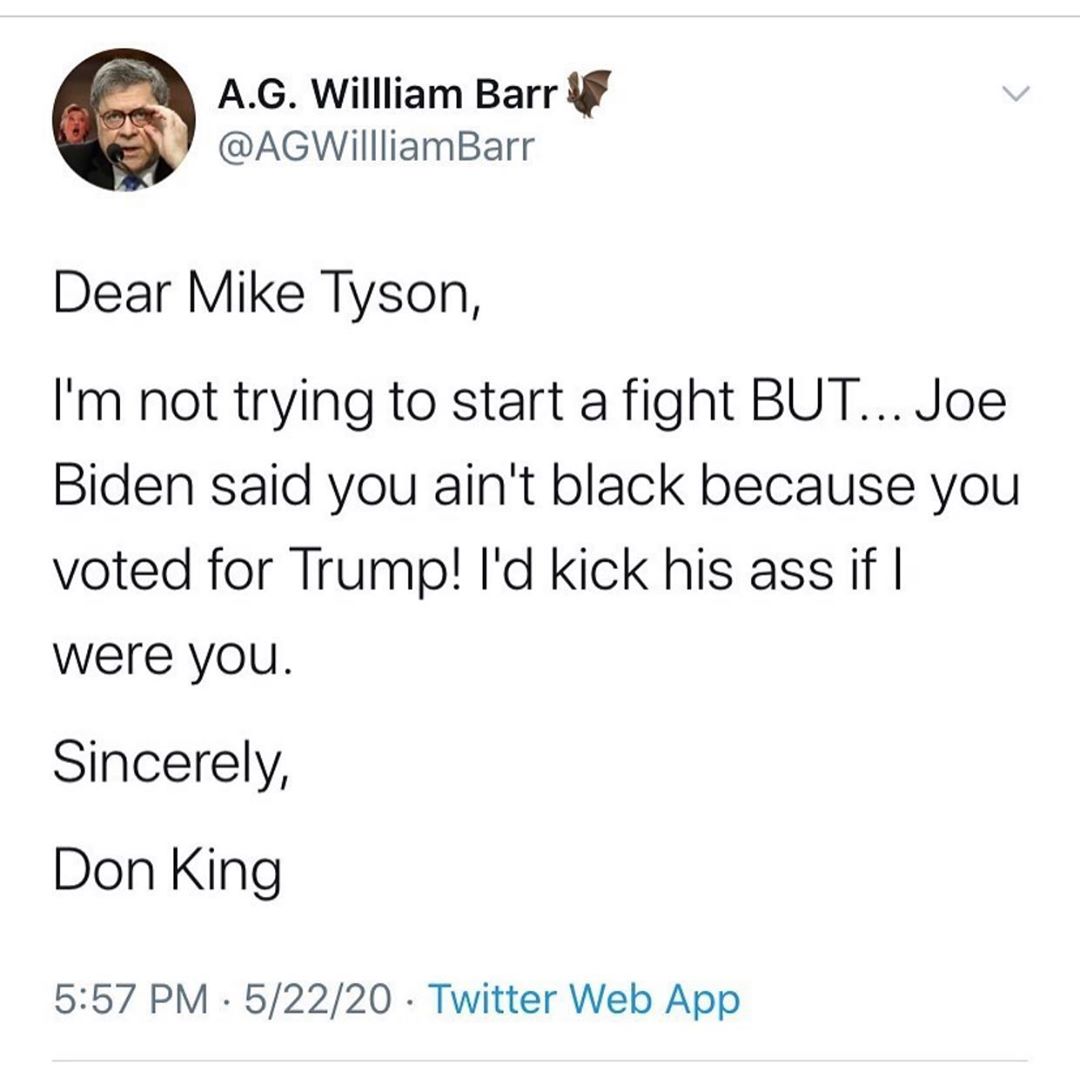 A.G. Willliam Barr🦇
@AGWillliamBarr
Dear Mike Tyson,
I'm not trying to start a fight BUT... Joe
Biden said you ain't black because you
voted for Trump! I'd kick his ass if I
were you.
Sincerely,
Don King
5:57 PM · 5/22/20 · Twitter Web App